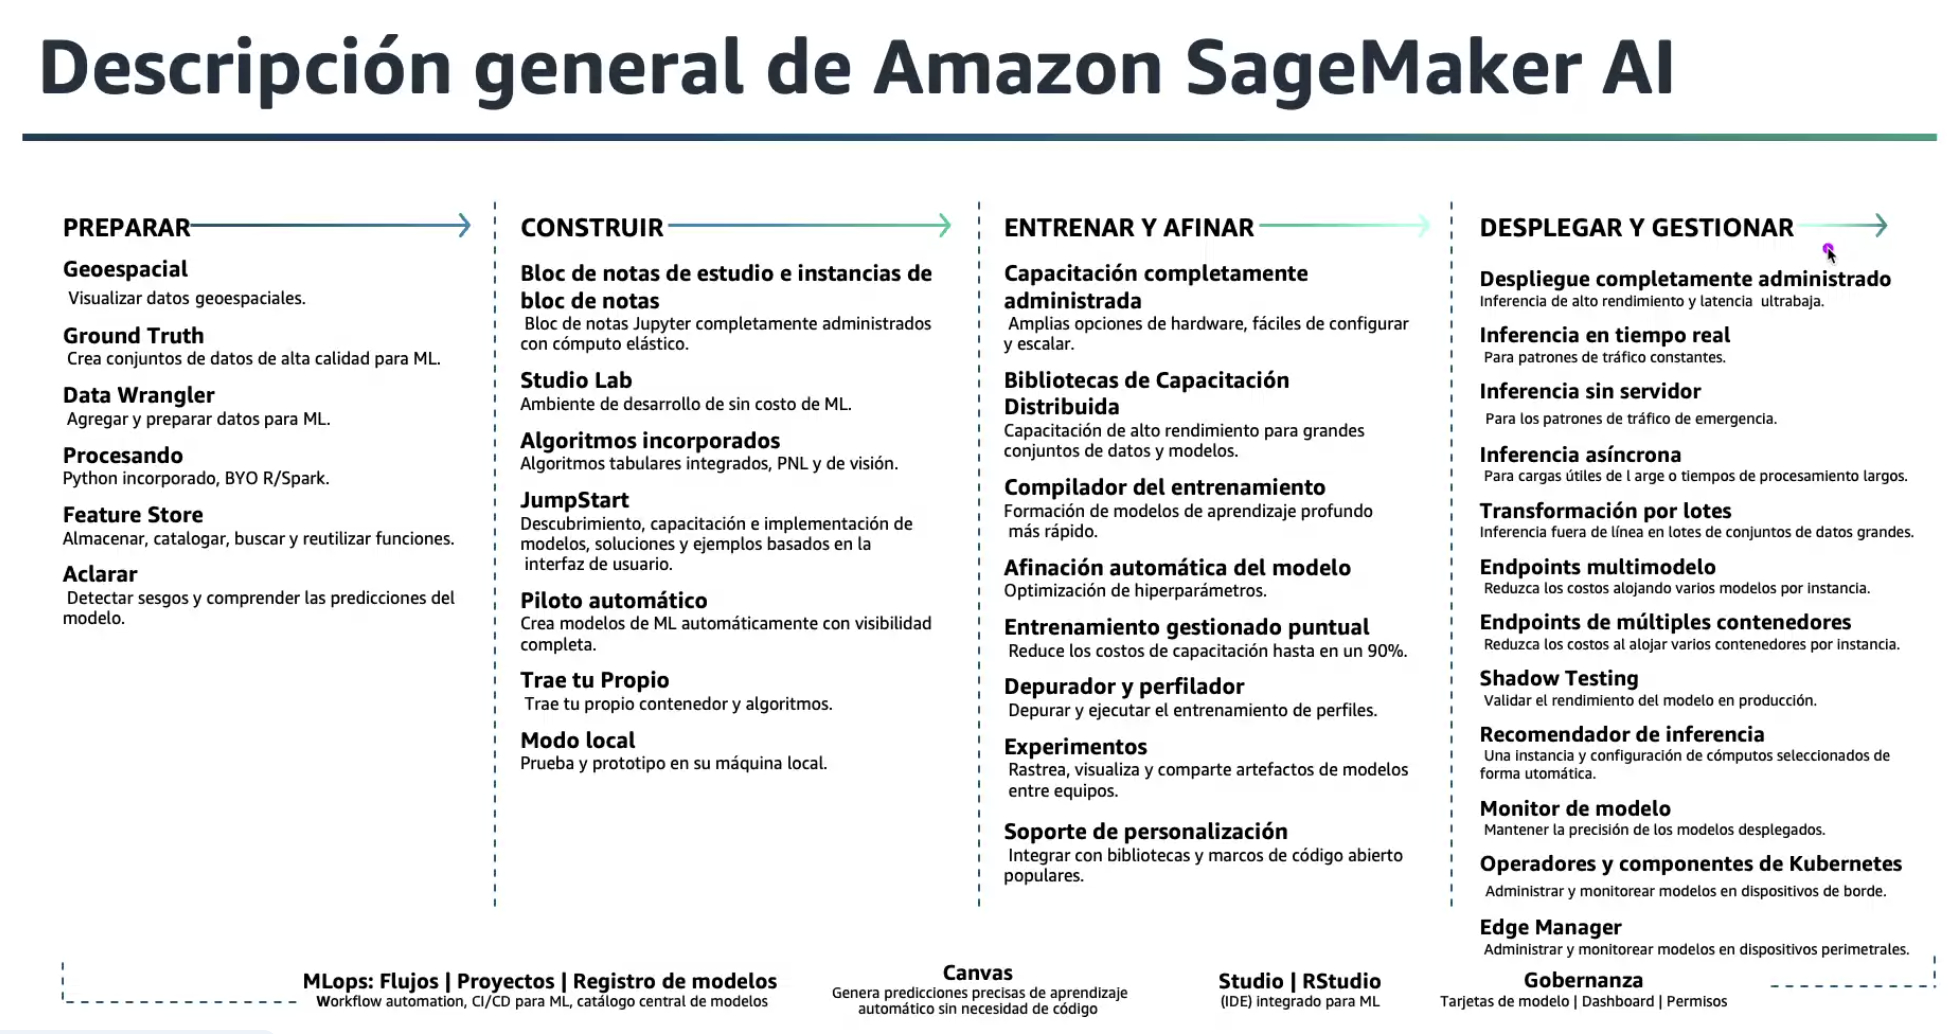 Descripción general de Amazon SageMaker AI
PREPARAR
Geoespacial
Visualizar datos geoespaciales.
Ground Truth
Crea conjuntos de datos de alta calidad para ML.
Data Wrangler
Agregar y preparar datos para ML.
Procesando
Python incorporado, BYO R/Spark.
Feature Store
Almacenar, catalogar, buscar y reutilizar funciones.
Aclarar
Detectar sesgos y comprender las predicciones del
modelo.
CONSTRUIR
Bloc de notas de estudio e instancias de
bloc de notas
Bloc de notas Jupyter completamente administrados
con cómputo elástico.
Studio Lab
Ambiente de desarrollo de sin costo de ML.
Algoritmos incorporados
Algoritmos tabulares integrados, PNL y de visión.
JumpStart
Descubrimiento, capacitación e implementación de
modelos, soluciones y ejemplos basados en la
interfaz de usuario.
Piloto automático
Crea modelos de ML automáticamente con visibilidad
completa.
Trae tu Propio
Trae tu propio contenedor y algoritmos.
Modo local
Prueba y prototipo en su máquina local.
ENTRENAR Y AFINAR
Capacitación completamente
administrada
Amplias opciones de hardware, fáciles de configurar
y escalar.
Bibliotecas de Capacitación
Distribuida
Capacitación de alto rendimiento para grandes
conjuntos de datos y modelos.
Compilador del entrenamiento
Formación de modelos de aprendizaje profundo
más rápido.
Afinación automática del modelo
Optimización de hiperparámetros.
Entrenamiento gestionado puntual
Reduce los costos de capacitación hasta en un 90%.
Depurador y perfilador
Depurar y ejecutar el entrenamiento de perfiles.
Experimentos
Rastrea, visualiza y comparte artefactos de modelos
entre equipos.
Soporte de personalización
Integrar con bibliotecas y marcos de código abierto
populares.
DESPLEGAR Y GESTIONAR
Despliegue completamente administrado
Inferencia de alto rendimiento y latencia ultrabaja.
Inferencia en tiempo real
Para patrones de tráfico constantes.
Inferencia sin servidor
Para los patrones de tráfico de emergencia.
Inferencia asíncrona
Para cargas útiles de l arge o tiempos de procesamiento largos.
Transformación por lotes
Inferencia fuera de línea en lotes de conjuntos de datos grandes.
Endpoints multimodelo
Reduzca los costos alojando varios modelos por instancia.
Endpoints de múltiples contenedores
Reduzca los costos al alojar varios contenedores por instancia.
Shadow Testing
Validar el rendimiento del modelo en producción.
Recomendador de inferencia
Una instancia y configuración de cómputos seleccionados de
forma utomática.
Monitor de modelo
Mantener la precisión de los modelos desplegados.
Operadores y componentes de Kubernetes
Administrar y monitorear modelos en dispositivos de borde.
Edge Manager
Administrar y monitorear modelos en dispositivos perimetrales.
MLops: Flujos | Proyectos | Registro de modelos
Workflow automation, CI/CD para ML, catálogo central de modelos
Canvas
Genera predicciones precisas de aprendizaje
automático sin necesidad de código
Studio | RStudio
(IDE) integrado para ML
Gobernanza
Tarjetas de modelo | Dashboard | Permisos